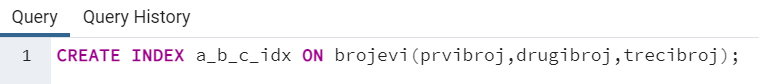 Query Query History
1 CREATE INDEX a_b_c_idx ON brojevi(prvibroj,drugibroj,trecibroj);